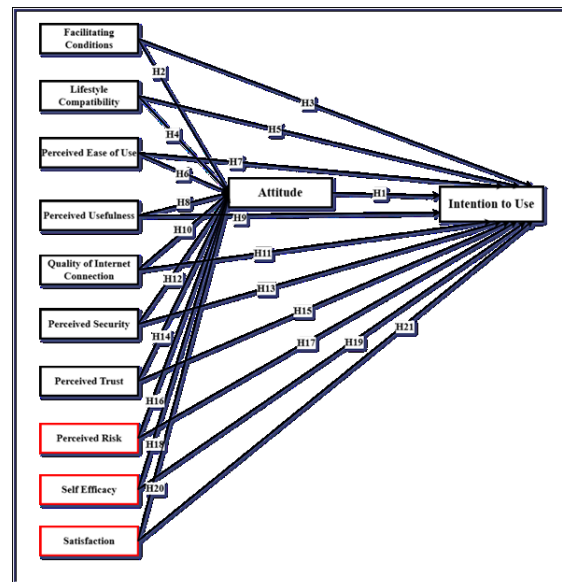 Facilitating
Conditions
H2
H3
Lifestyle
Compatibility
H5
H4
Perceived Ease of Use
H7
H6
Attitude
H1
Intention to Use
H8
Perceived Usefulness
H9
H10
Quality of Internet
Connection
H11
H12
H13
Perceived Security
H15
H14
H21
H17
H19
Perceived Trust
H16
Perceived Risk
H18
Self Efficacy
H20
Satisfaction